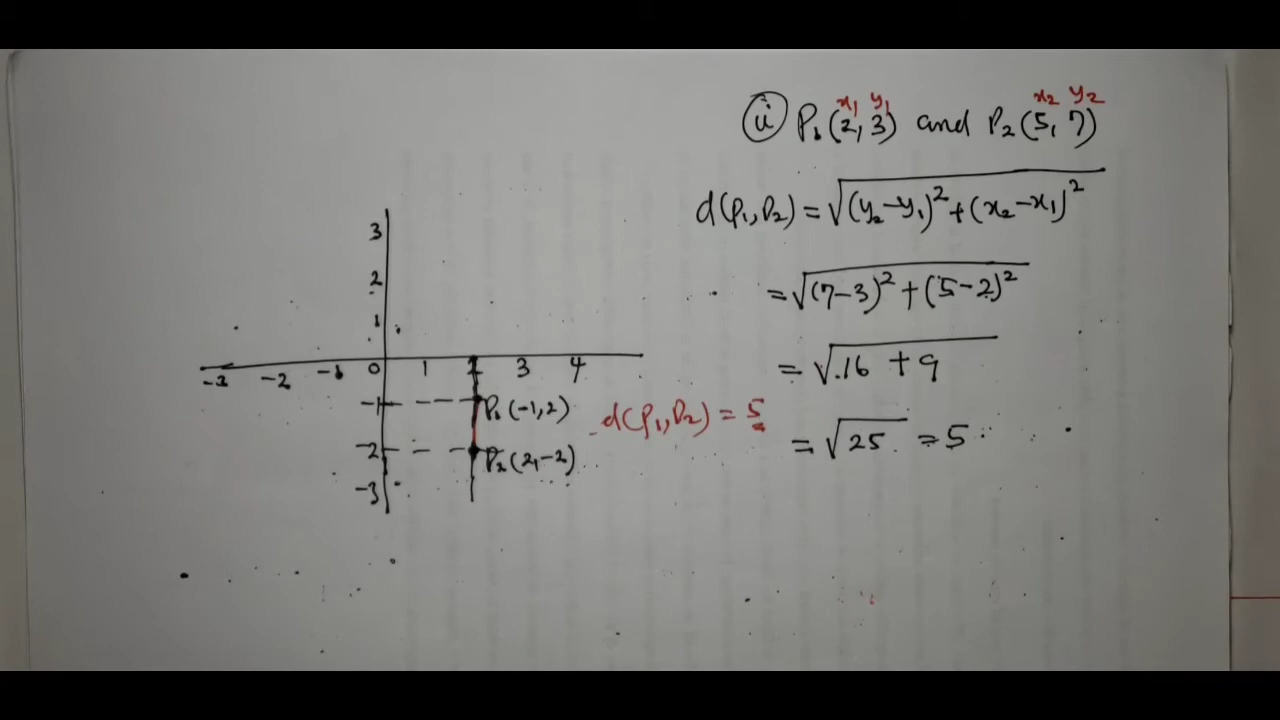 ii P₁(2, 3) and P₂(5, 7)
x₁ y₁ x₂ y₂
d(P₁, P₂) = √(y₂-y₁)² + (x₂-x₁)²
= √(7-3)² + (5-2)²
= √16 + 9
= √25 = 5
3
2
1
-2 -1 0 1 2 3 4
-1
-2
-3
P₁(-1, 2)
P₂(2, -2)
d(P₁, P₂) = 5